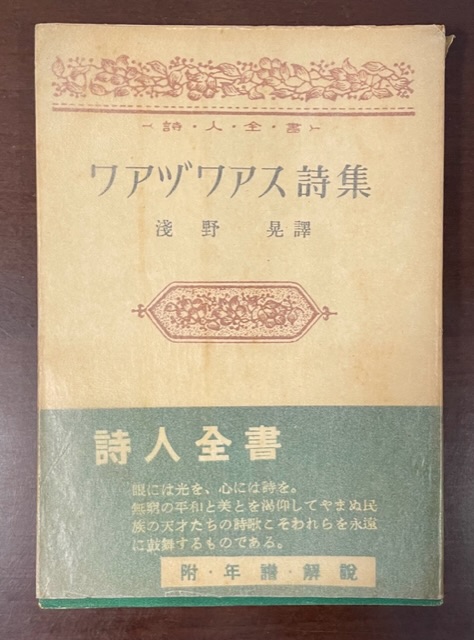 詩・人・全・書
ワアヅワアス詩集
淺野 晃譯
詩人全書
眼には光を、心には詩を。
無窮の平和と美とを渇仰してやまぬ民
族の天才たちの詩歌こそわれらを永遠
に鼓舞するものである。
附・年譜・解說